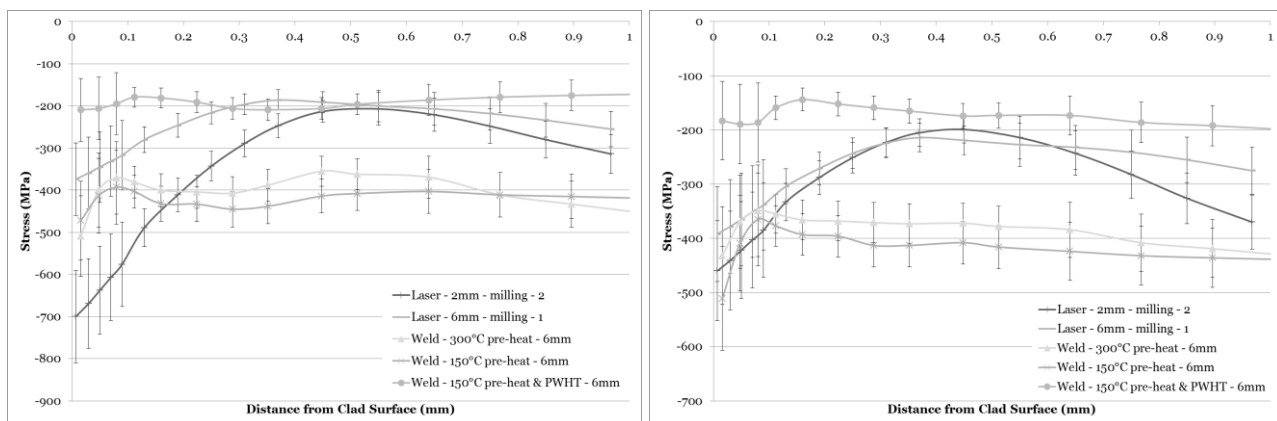 0
0 0.1 0.2 0.3 0.4 0.5 0.6 0.7 0.8 0.9 1
-100
-200
-300
-400
-500
-600
-700
-800
-900
Stress (MPa)
Laser - 2mm - milling - 2
Laser - 6mm - milling - 1
Weld - 300°C pre-heat - 6mm
Weld - 150°C pre-heat - 6mm
Weld - 150°C pre-heat & PWHT - 6mm
Distance from Clad Surface (mm)
0
0 0.1 0.2 0.3 0.4 0.5 0.6 0.7 0.8 0.9 1
-100
-200
-300
-400
-500
-600
-700
Stress (MPa)
Laser - 2mm - milling - 2
Laser - 6mm - milling - 1
Weld - 300°C pre-heat - 6mm
Weld - 150°C pre-heat - 6mm
Weld - 150°C pre-heat & PWHT - 6mm
Distance from Clad Surface (mm)